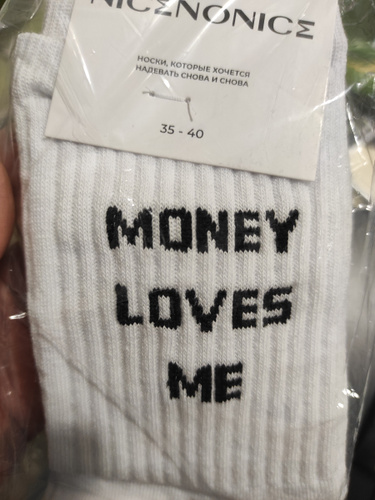 NICENONICE
НОСКИ, КОТОРЫЕ ХОЧЕТСЯ
НАДЕВАТЬ СНОВА И СНОВА
35 - 40
MONEY
LOVES
ME